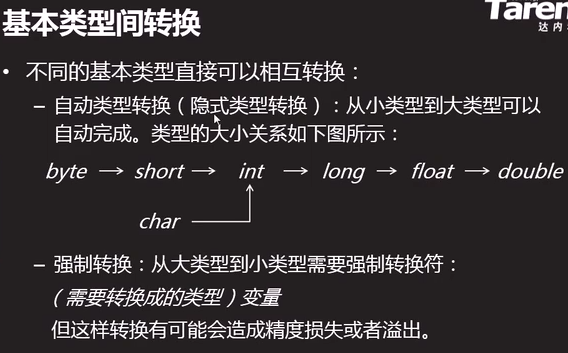 Taren
达内
基本类型间转换
• 不同的基本类型直接可以相互转换：
– 自动类型转换（隐式类型转换）：从小类型到大类型可以
自动完成。类型的大小关系如下图所示：
byte → short → int → long → float → double
char
– 强制转换：从大类型到小类型需要强制转换符：
（需要转换成的类型）变量
但这样转换有可能会造成精度损失或者溢出。